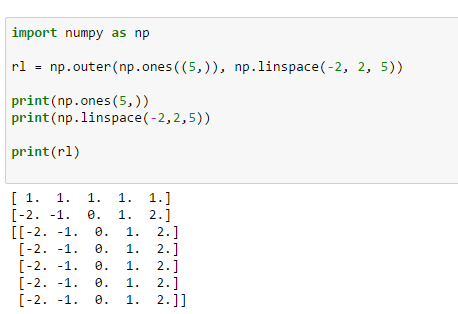 import numpy as np
rl = np.outer(np.ones((5,)), np.linspace(-2, 2, 5))
print(np.ones(5,))
print(np.linspace(-2,2,5))
print(rl)
[ 1.  1.  1.  1.  1.]
[-2. -1.  0.  1.  2.]
[[-2. -1.  0.  1.  2.]
 [-2. -1.  0.  1.  2.]
 [-2. -1.  0.  1.  2.]
 [-2. -1.  0.  1.  2.]
 [-2. -1.  0.  1.  2.]]